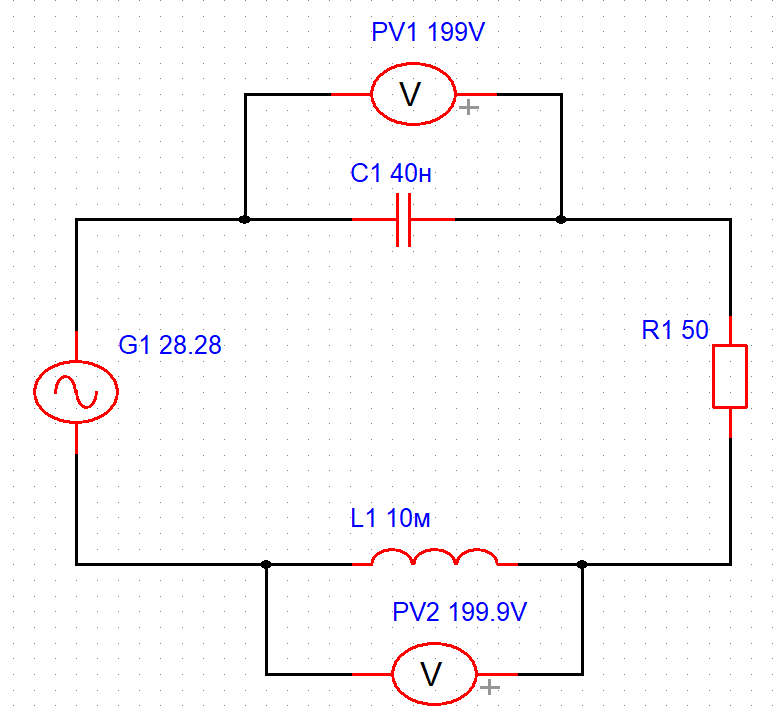 PV1 199V
V
C1 40н
G1 28.28
R1 50
L1 10м
PV2 199.9V
V